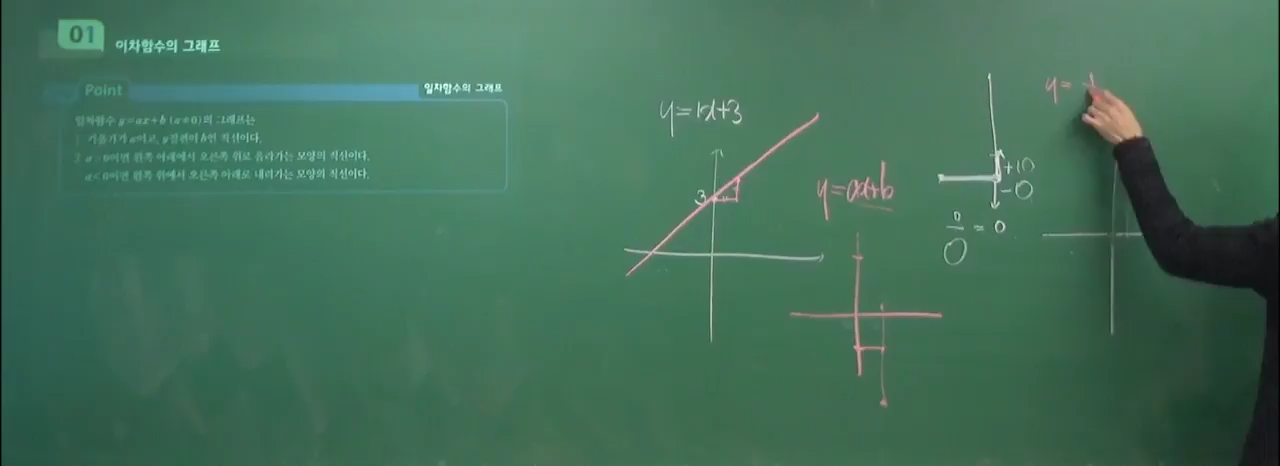 01
이차함수의 그래프
Point
일차함수의 그래프
일차함수 y=ax+b (a≠0)의 그래프는
1 기울기가 a이고, y절편이 b인 직선이다.
2 a>0이면 왼쪽 아래에서 오른쪽 위로 올라가는 모양의 직선이다.
a<0이면 왼쪽 위에서 오른쪽 아래로 내려가는 모양의 직선이다.
y=1x+3
3
y=ax+b
+10
-0
0/0 = 0
y=